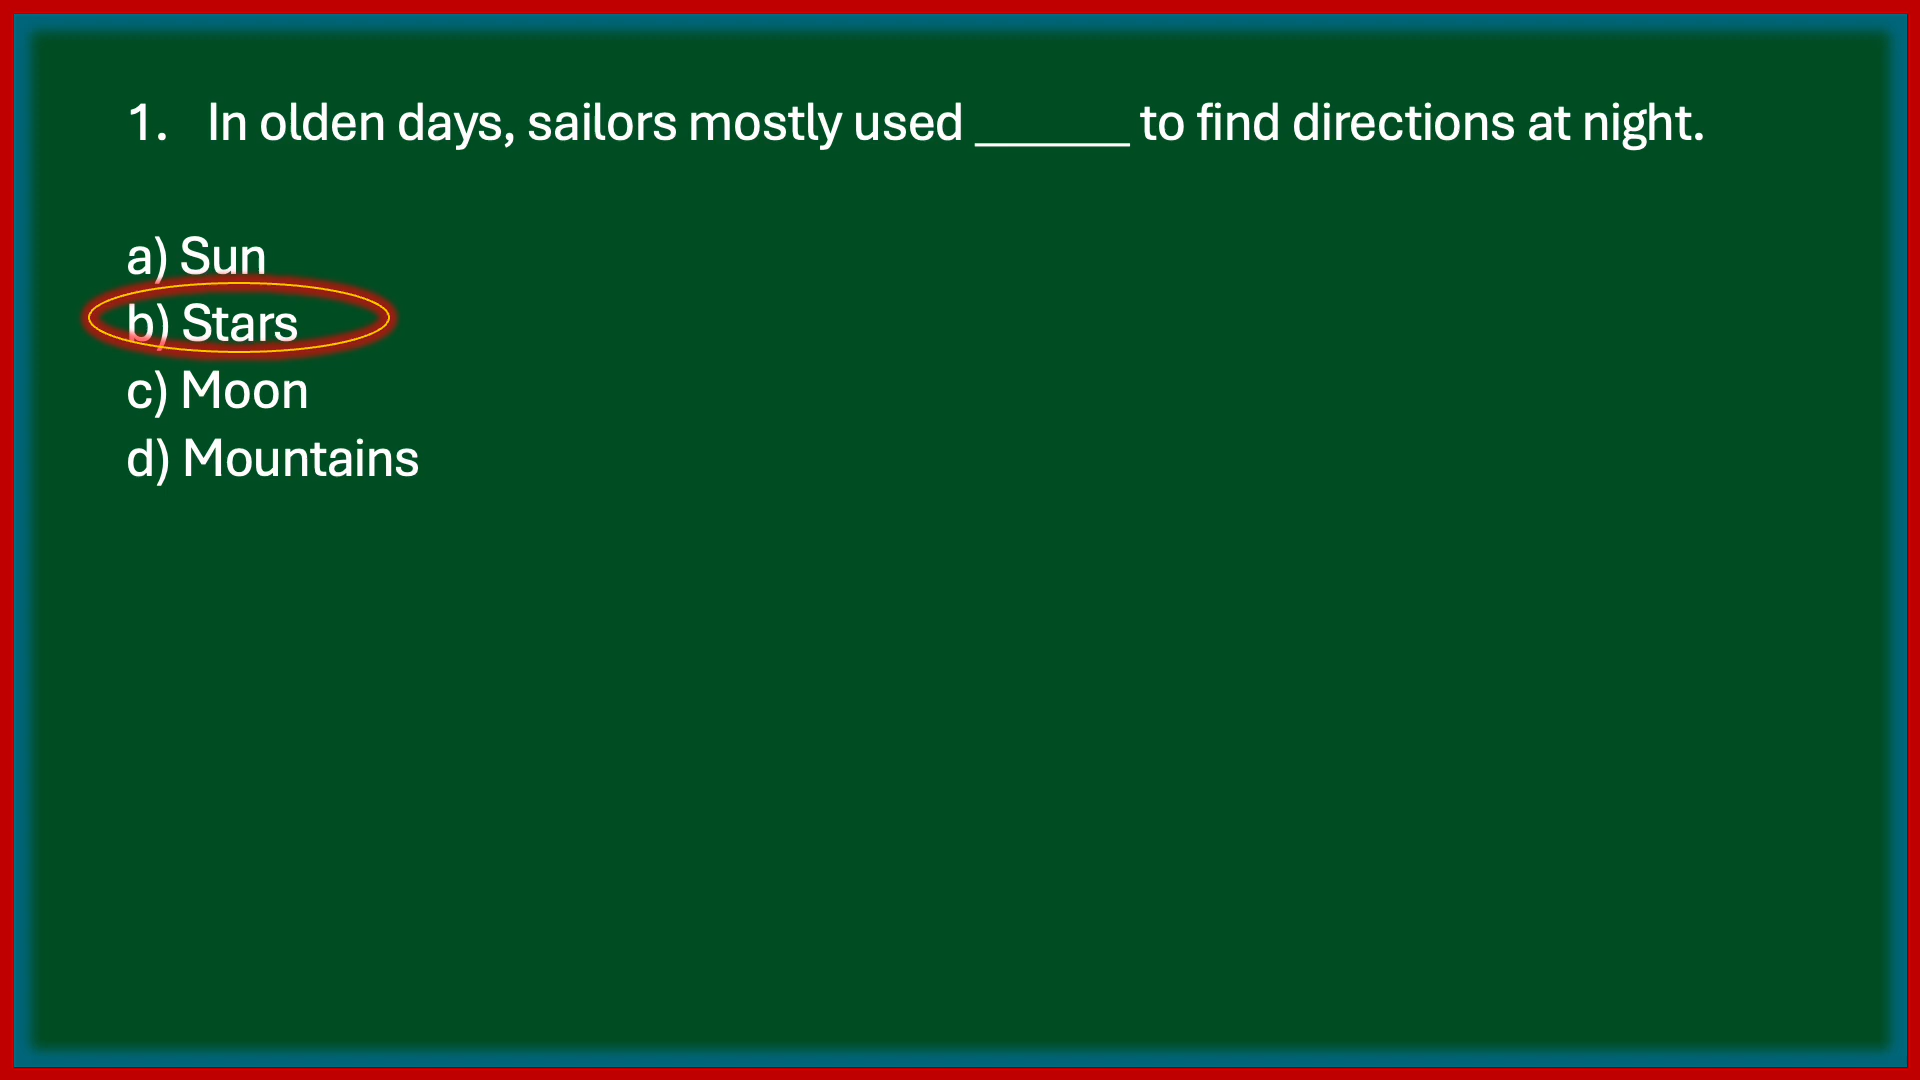 1. In olden days, sailors mostly used ______ to find directions at night.
a) Sun
b) Stars
c) Moon
d) Mountains